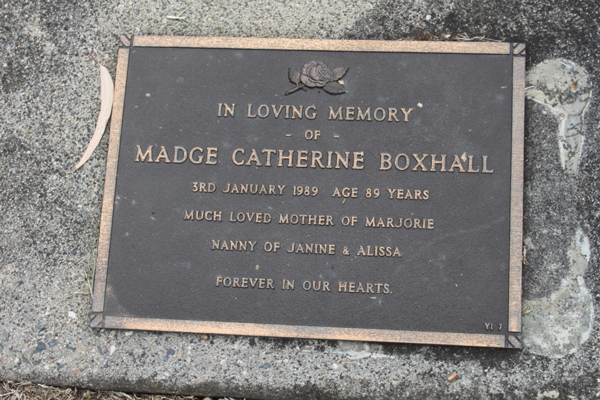 IN LOVING MEMORY
- OF -
MADGE CATHERINE BOXHALL
3RD JANUARY 1989 AGE 89 YEARS
MUCH LOVED MOTHER OF MARJORIE
NANNY OF JANINE & ALISSA
FOREVER IN OUR HEARTS.